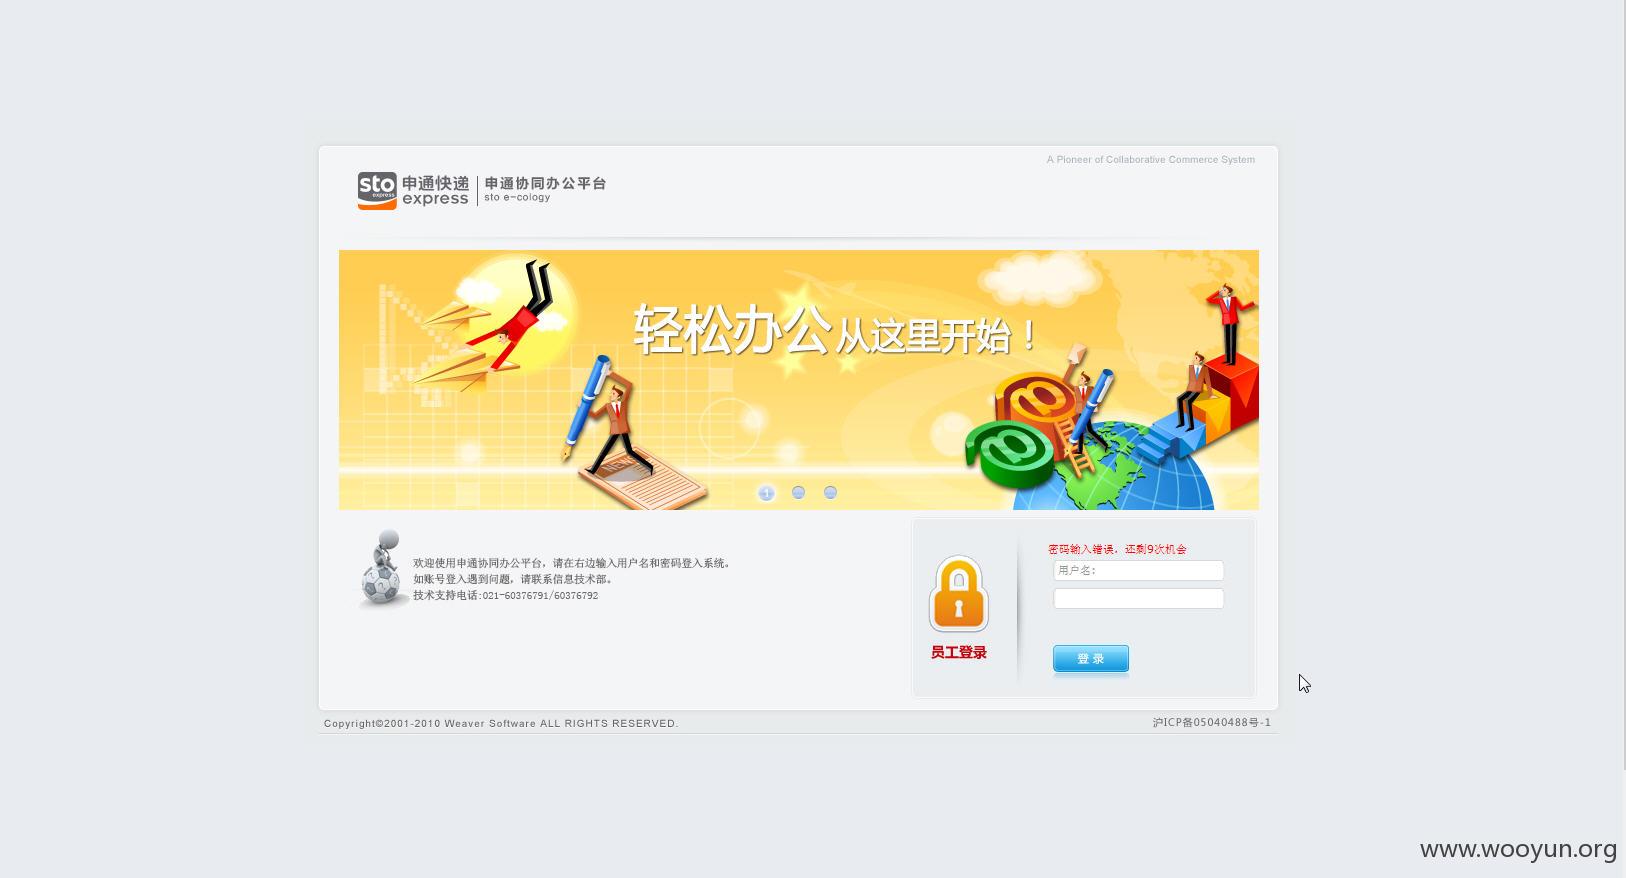 A Pioneer of Collaborative Commerce System
sto express 申通快递 express 申通协同办公平台
sto e-cology
轻松办公 从这里开始！
1
欢迎使用申通协同办公平台，请在右边输入用户名和密码登入系统。
如账号登入遇到问题，请联系信息技术部。
技术支持电话:021-60376791/60376792
密码输入错误，还剩9次机会
用户名:
员工登录
登 录
Copyright©2001-2010 Weaver Software ALL RIGHTS RESERVED.
沪ICP备05040488号-1
www.wooyun.org